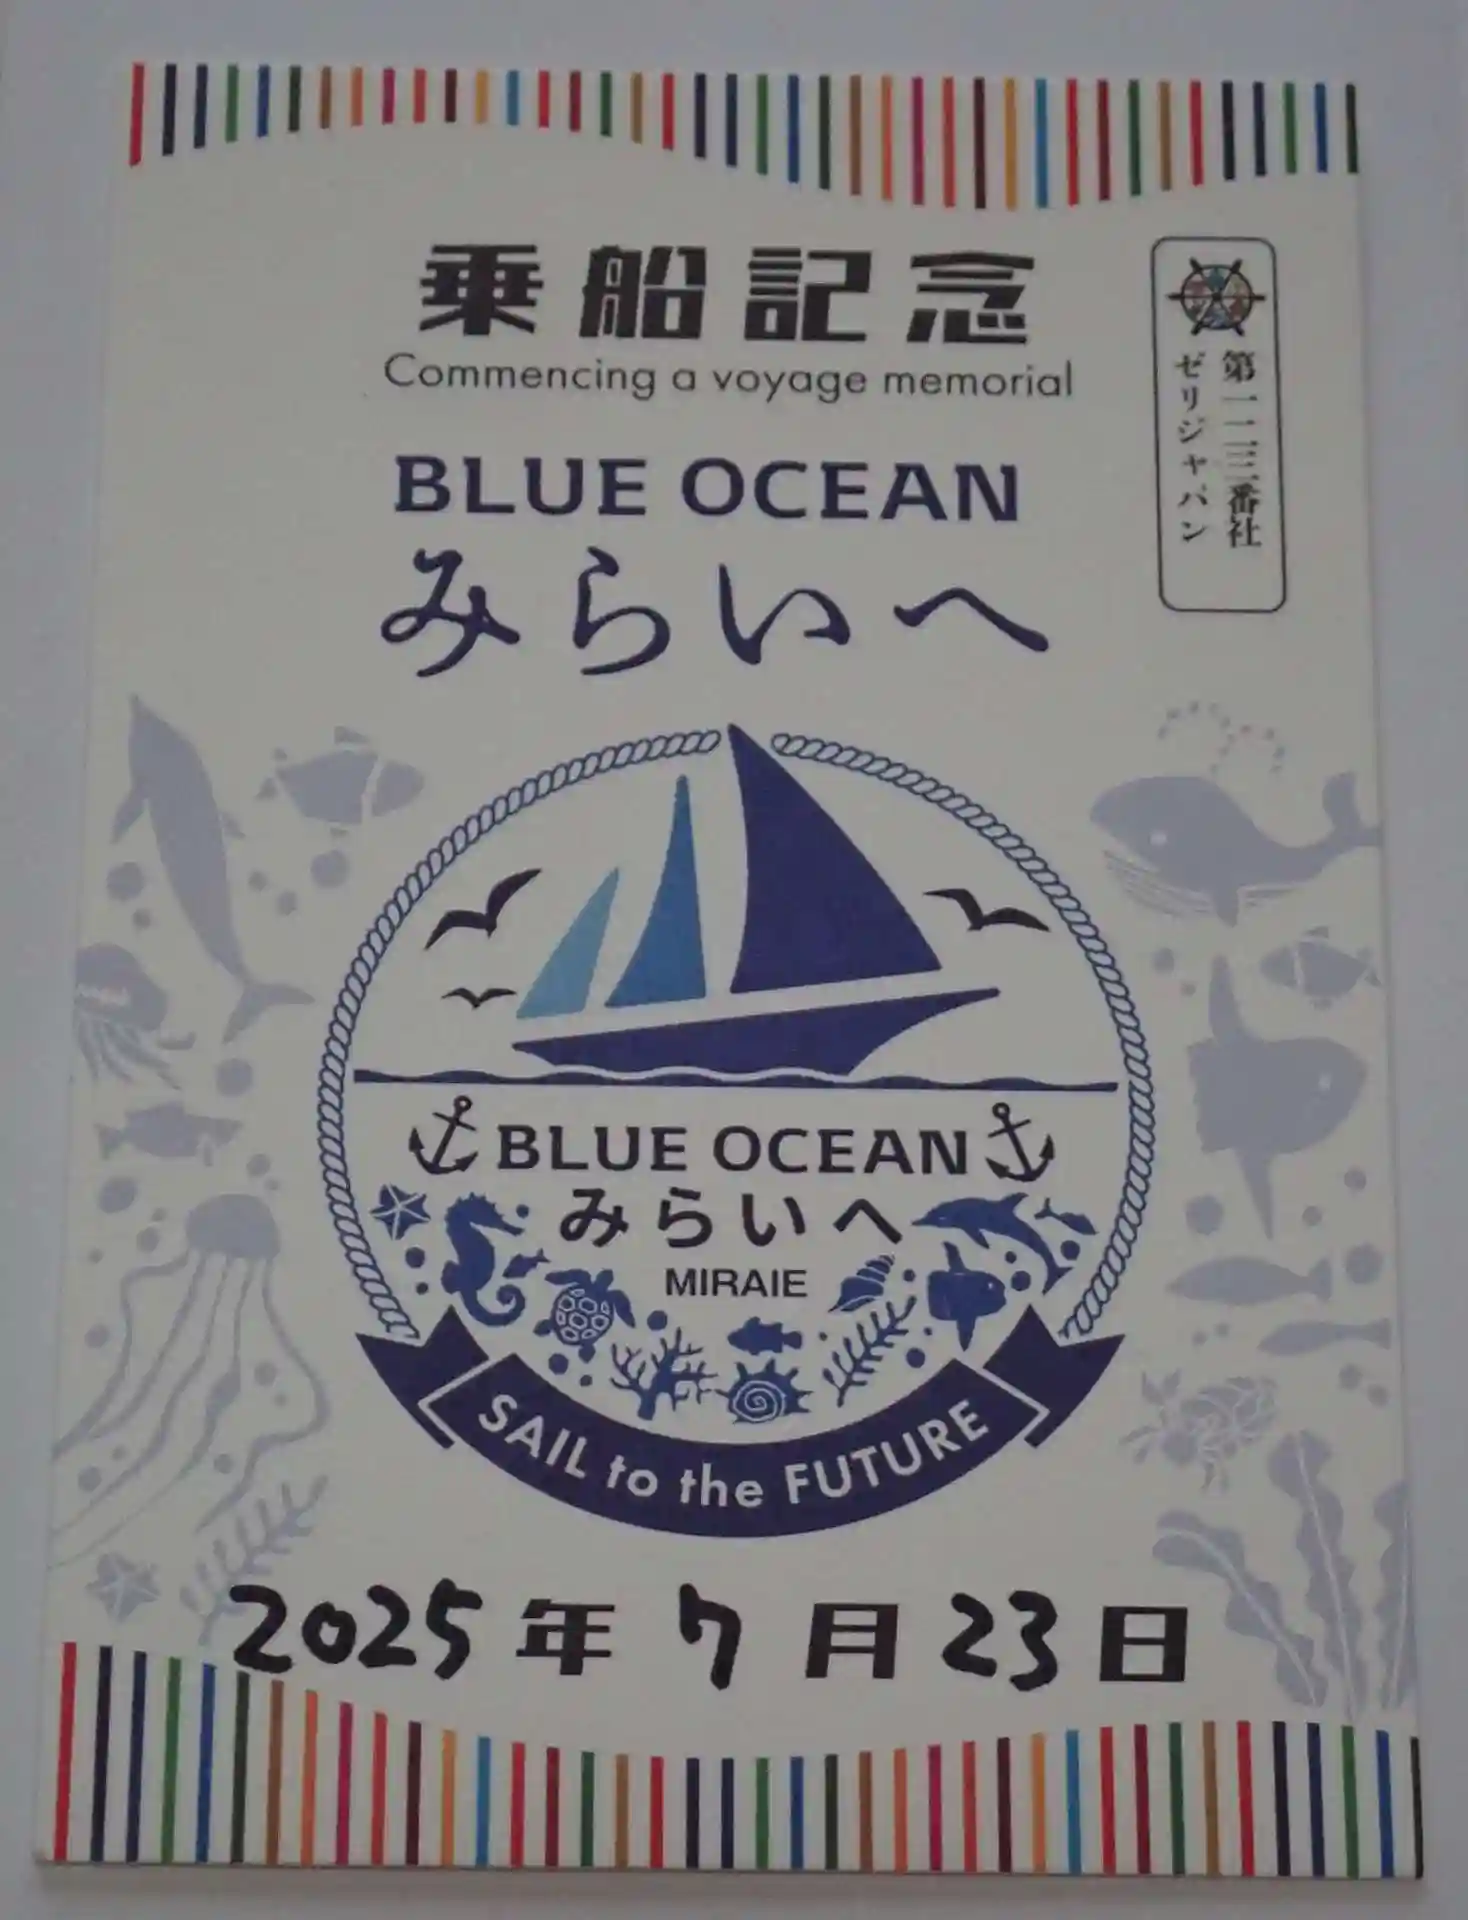 乗船記念
Commencing a voyage memorial
第一二三番社
ゼリジャパン
BLUE OCEAN
みらいへ
BLUE OCEAN
みらいへ
MIRAIE
SAIL to the FUTURE
2025年7月23日